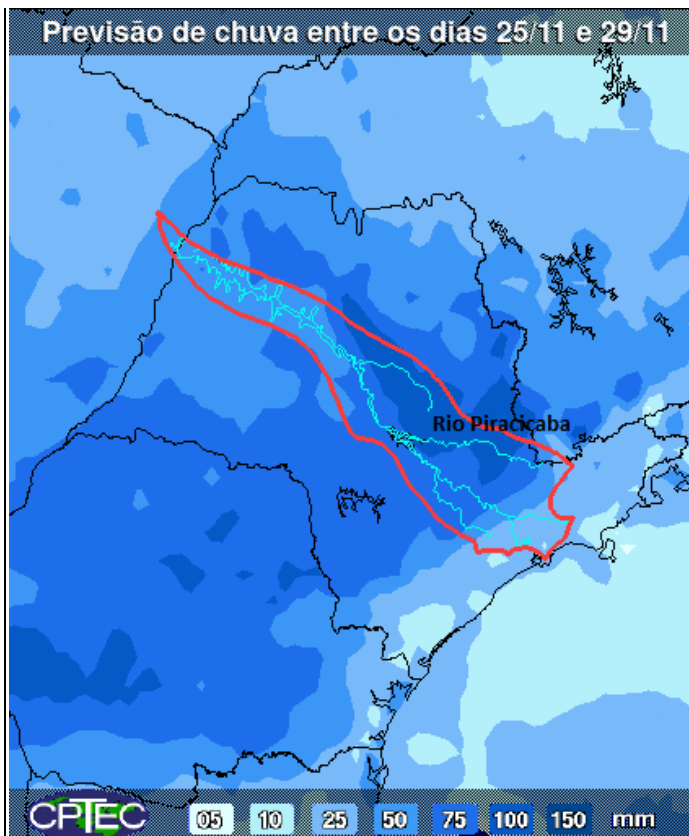 Previsão de chuva entre os dias 25/11 e 29/11
Rio Piracicaba
CPTEC 05 10 25 50 75 100 150 mm